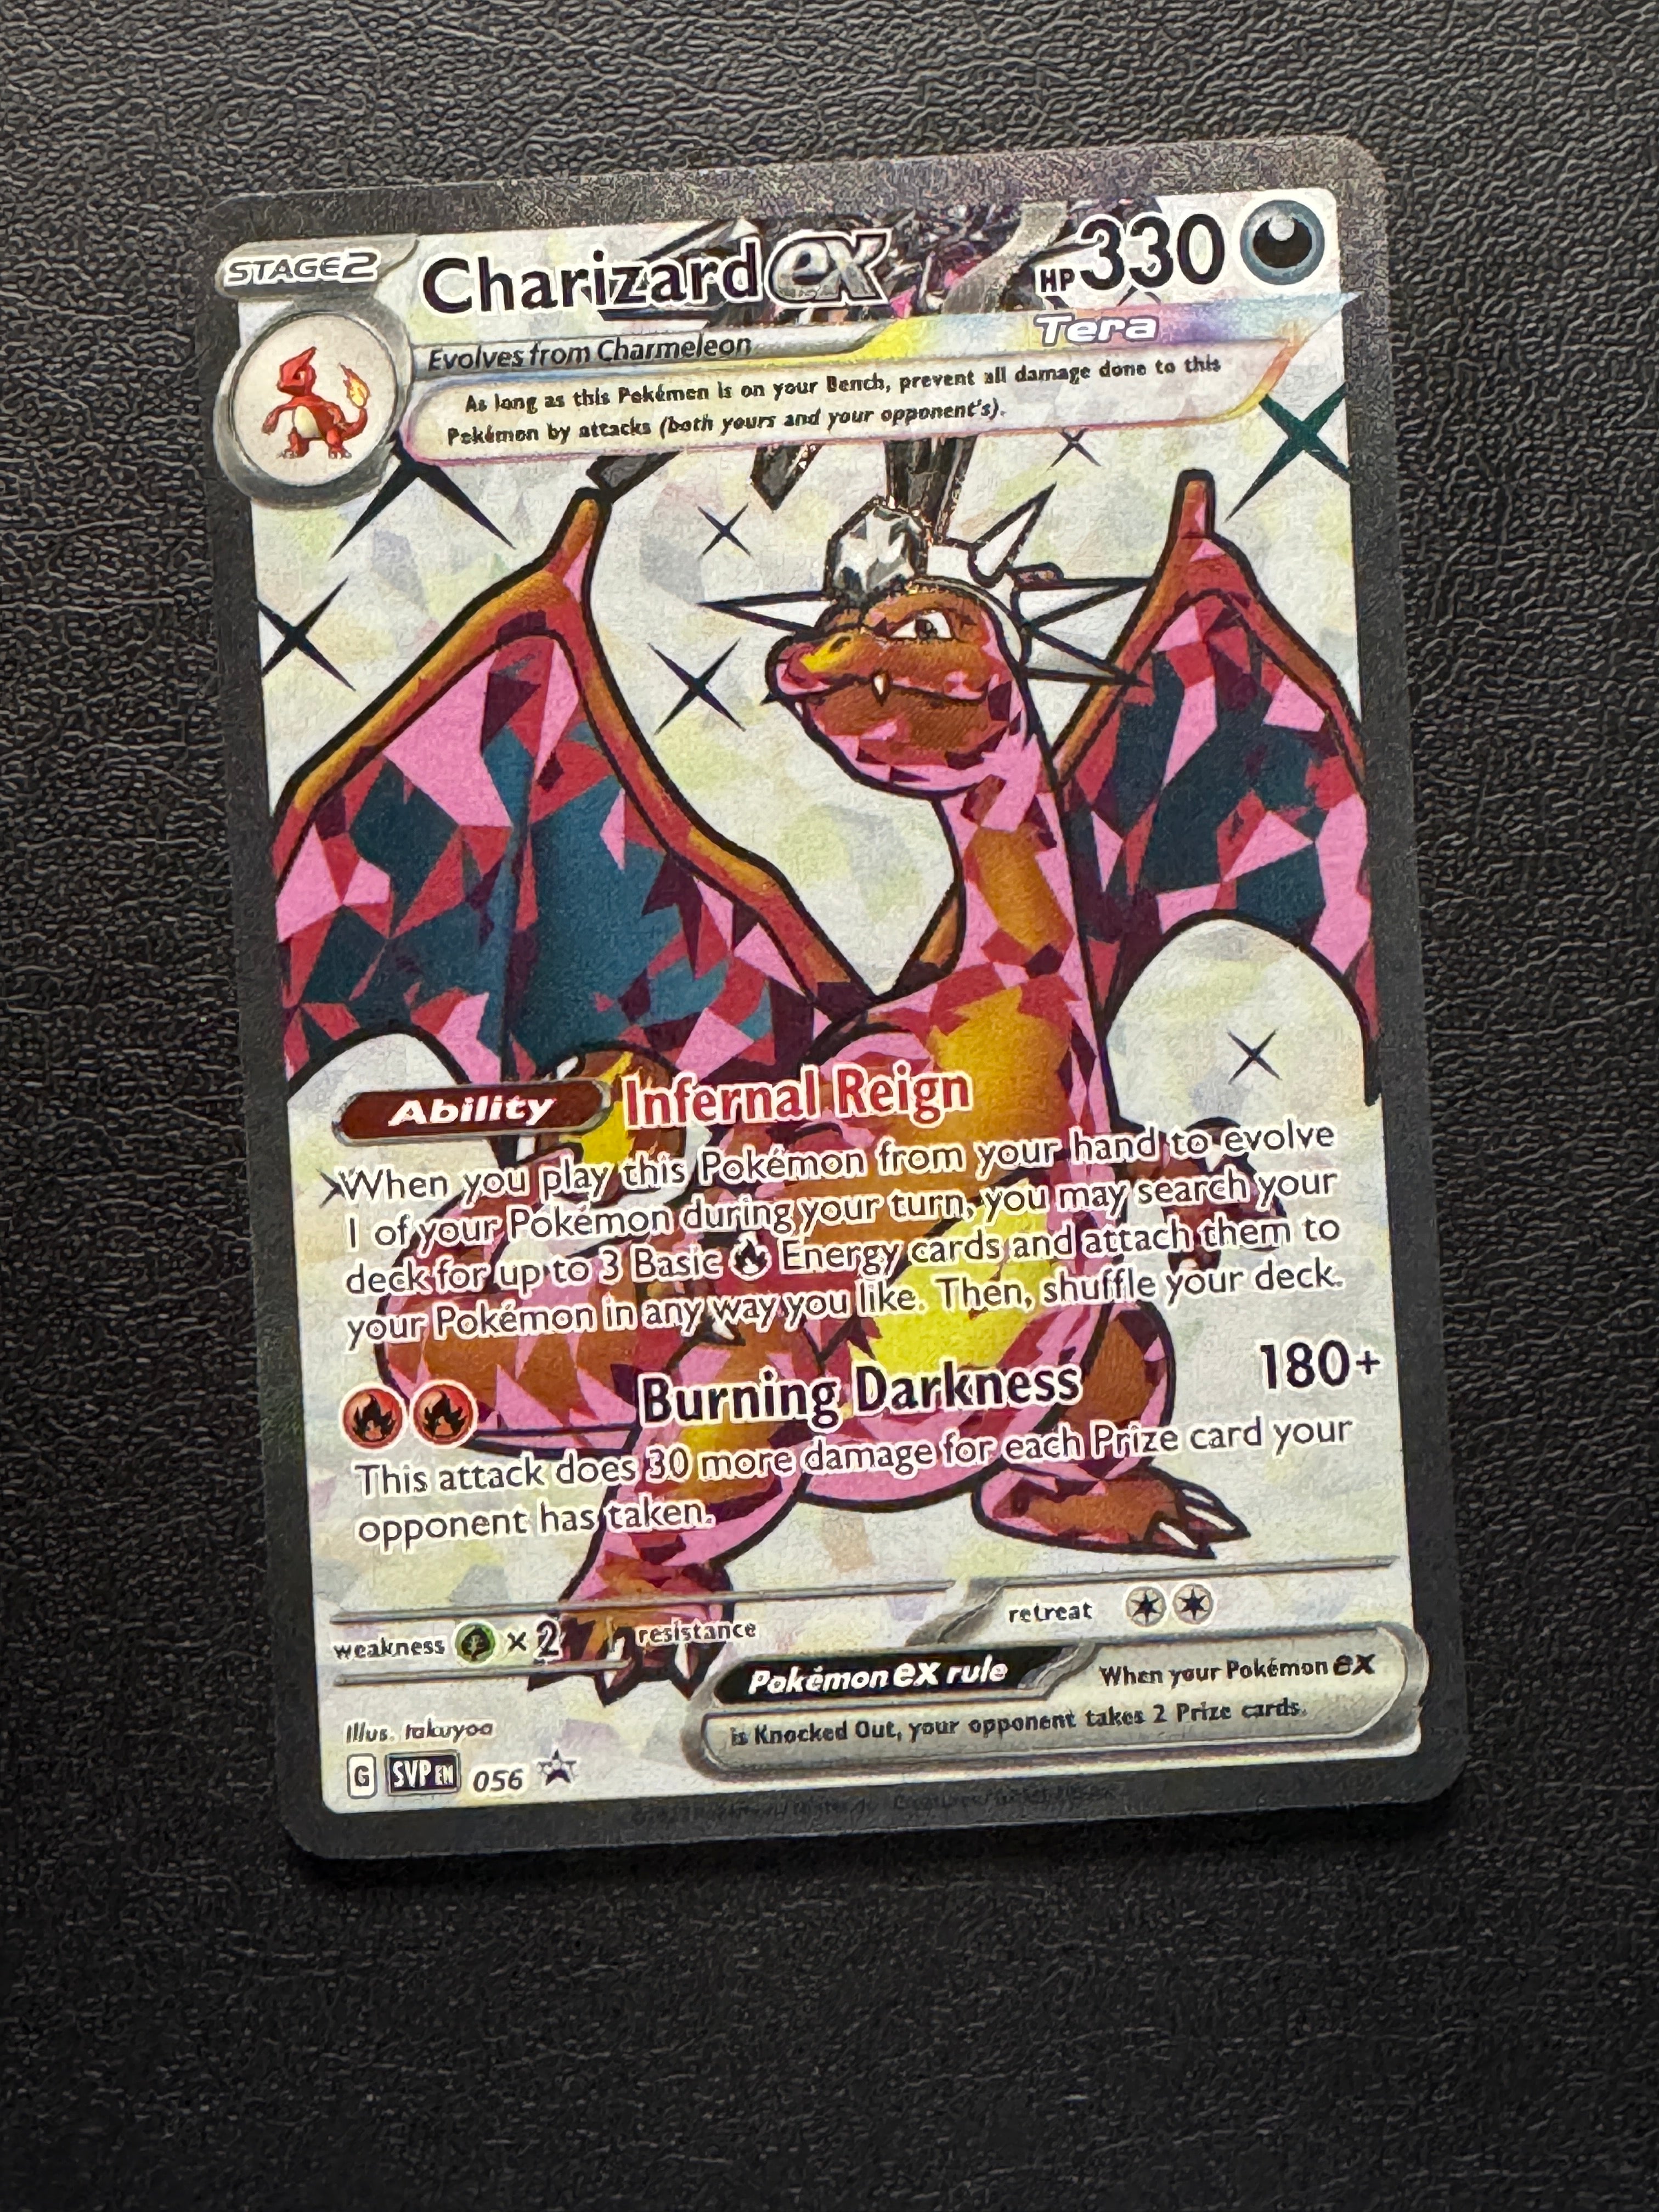 STAGE2 Charizard ex HP 330
Tera
Evolves from Charmeleon
As long as this Pokémon is on your Bench, prevent all damage done to this
Pokémon by attacks (both yours and your opponent's).
Ability Infernal Reign
When you play this Pokémon from your hand to evolve
1 of your Pokémon during your turn, you may search your
deck for up to 3 Basic Energy cards and attach them to
your Pokémon in any way you like. Then, shuffle your deck.
Burning Darkness 180+
This attack does 30 more damage for each Prize card your
opponent has taken.
weakness ×2 resistance retreat
Pokémon ex rule When your Pokémon ex
is Knocked Out, your opponent takes 2 Prize cards.
Illus. takuyoa
G SVP EN 056